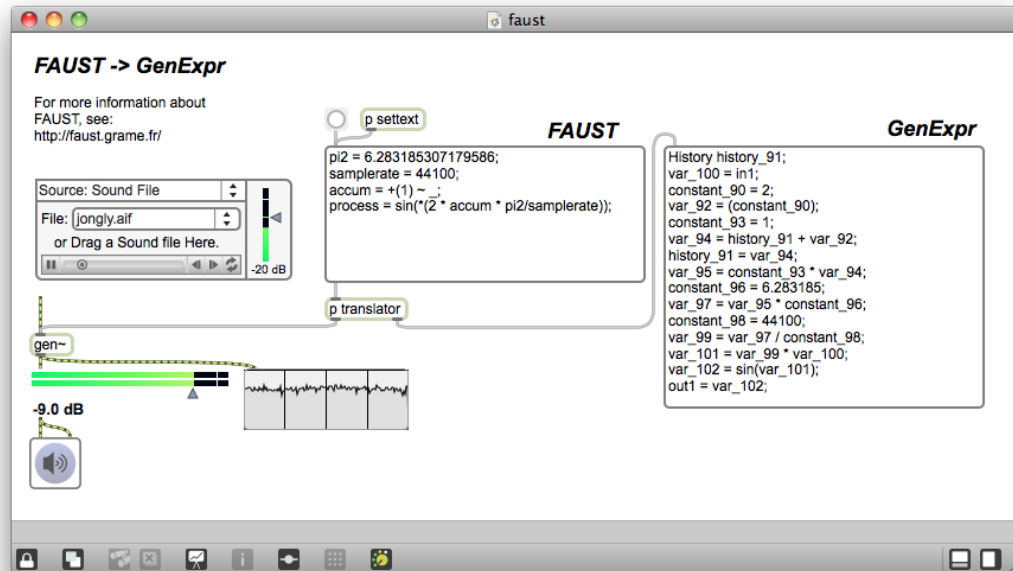 faust
FAUST -> GenExpr
For more information about
FAUST, see:
http://faust.grame.fr/
p settext
FAUST
GenExpr
Source: Sound File
File: jongly.aif
or Drag a Sound file Here.
-20 dB
pi2 = 6.283185307179586;
samplerate = 44100;
accum = +(1) ~ _;
process = sin(*(2 * accum * pi2/samplerate));
History history_91;
var_100 = in1;
constant_90 = 2;
var_92 = (constant_90);
constant_93 = 1;
var_94 = history_91 + var_92;
history_91 = var_94;
var_95 = constant_93 * var_94;
constant_96 = 6.283185;
var_97 = var_95 * constant_96;
constant_98 = 44100;
var_99 = var_97 / constant_98;
var_101 = var_99 * var_100;
var_102 = sin(var_101);
out1 = var_102;
p translator
gen~
-9.0 dB